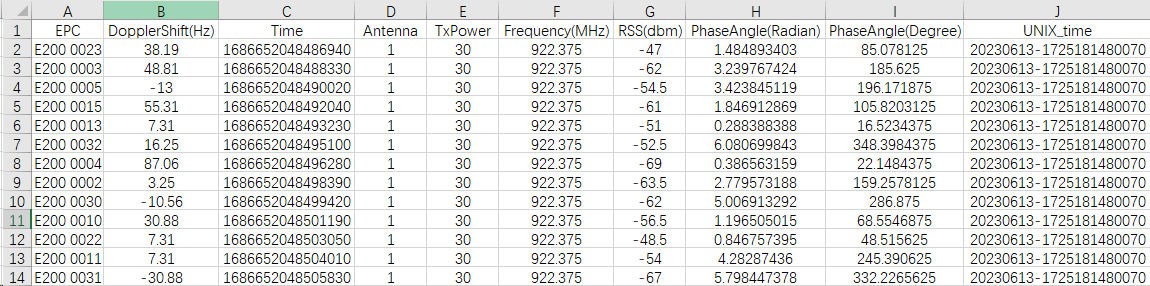 A B C D E F G H I J
1 EPC DopplerShift(Hz) Time Antenna TxPower Frequency(MHz) RSS(dbm) PhaseAngle(Radian) PhaseAngle(Degree) UNIX_time
2 E200 0023 38.19 1686652048486940 1 30 922.375 -47 1.484893403 85.078125 20230613-1725181480070
3 E200 0003 48.81 1686652048488330 1 30 922.375 -62 3.239767424 185.625 20230613-1725181480070
4 E200 0005 -13 1686652048490020 1 30 922.375 -54.5 3.423845119 196.171875 20230613-1725181480070
5 E200 0015 55.31 1686652048492040 1 30 922.375 -61 1.846912869 105.8203125 20230613-1725181480070
6 E200 0013 7.31 1686652048493230 1 30 922.375 -51 0.288388388 16.5234375 20230613-1725181480070
7 E200 0032 16.25 1686652048495100 1 30 922.375 -52.5 6.080699843 348.3984375 20230613-1725181480070
8 E200 0004 87.06 1686652048496280 1 30 922.375 -69 0.386563159 22.1484375 20230613-1725181480070
9 E200 0002 3.25 1686652048498390 1 30 922.375 -63.5 2.779573188 159.2578125 20230613-1725181480070
10 E200 0030 -10.56 1686652048499420 1 30 922.375 -62 5.006913292 286.875 20230613-1725181480070
11 E200 0010 30.88 1686652048501190 1 30 922.375 -56.5 1.196505015 68.5546875 20230613-1725181480070
12 E200 0022 7.31 1686652048503050 1 30 922.375 -48.5 0.846757395 48.515625 20230613-1725181480070
13 E200 0011 7.31 1686652048504010 1 30 922.375 -54 4.28287436 245.390625 20230613-1725181480070
14 E200 0031 -30.88 1686652048505830 1 30 922.375 -67 5.798447378 332.2265625 20230613-1725181480070